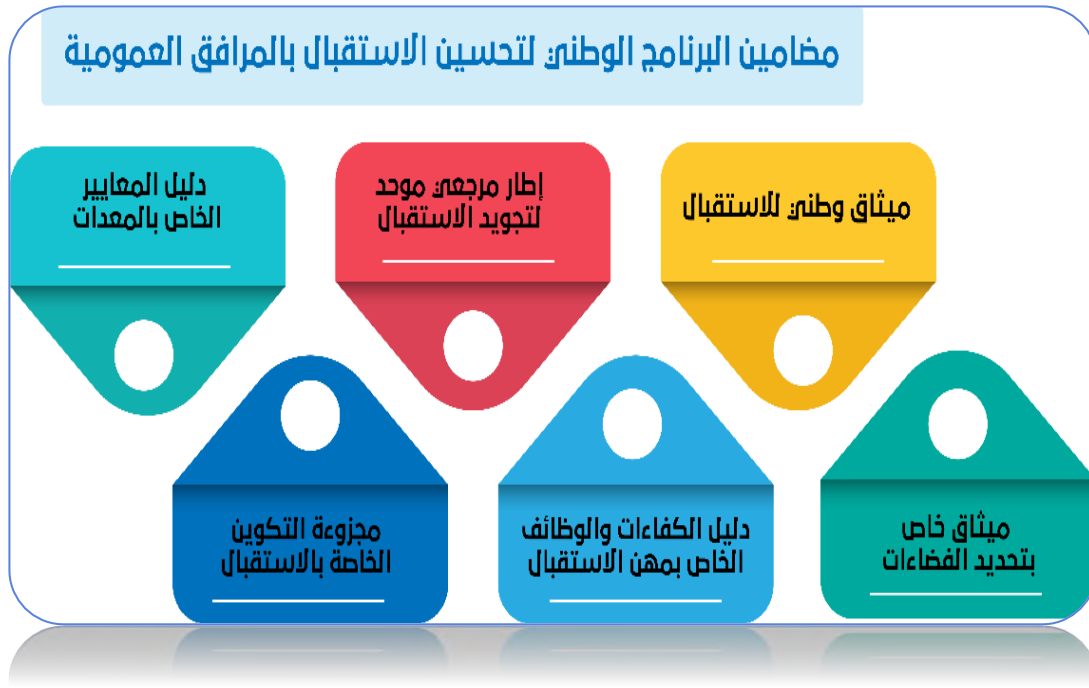 مضامين البرنامج الوطني لتحسين الاستقبال بالمرافق العمومية
ميثاق وطني للاستقبال
إطار مرجعي موحد
لتجويد الاستقبال
دليل المعايير
الخاص بالمعدات
ميثاق خاص
بتحديد الفضاءات
دليل الكفاءات والوظائف
الخاص بمهن الاستقبال
مجزوءة التكوين
الخاصة بالاستقبال